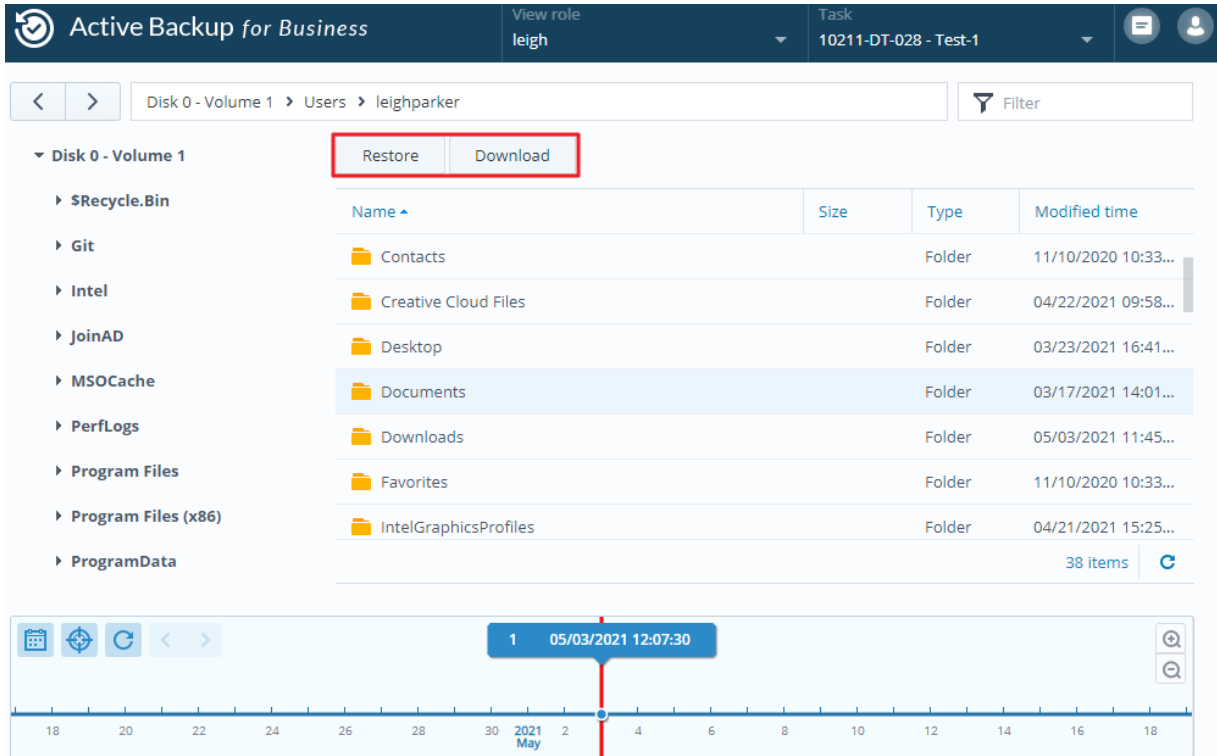 Active Backup for Business
View role
leigh
Task
10211-DT-028 - Test-1
Disk 0 - Volume 1 > Users > leighparker
Filter
Disk 0 - Volume 1
$Recycle.Bin
Git
Intel
JoinAD
MSOCache
PerfLogs
Program Files
Program Files (x86)
ProgramData
Restore Download
Name Size Type Modified time
Contacts Folder 11/10/2020 10:33...
Creative Cloud Files Folder 04/22/2021 09:58...
Desktop Folder 03/23/2021 16:41...
Documents Folder 03/17/2021 14:01...
Downloads Folder 05/03/2021 11:45...
Favorites Folder 11/10/2020 10:33...
IntelGraphicsProfiles Folder 04/21/2021 15:25...
38 items
1 05/03/2021 12:07:30
18 20 22 24 26 28 30 2021 2 4 6 8 10 12 14 16 18
May